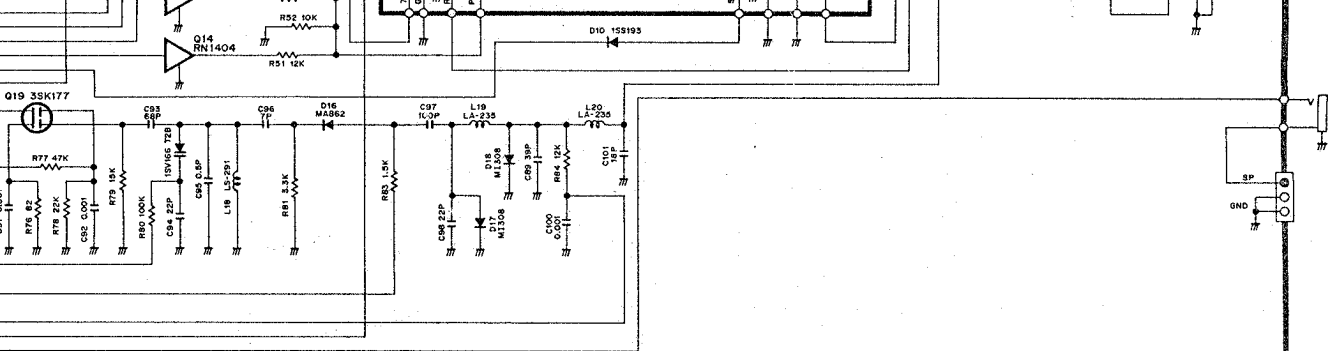 R52 10K
Q14
RN1404
R51 12K
D10 1SS193
Q19 3SK177
C93
68P
C96
7P
D16
MA862
C97
100P
L19
LA-235
L20
LA-235
R77 47K
1SV166 72B
C95 0.5P
L18 LS-291
R79 15K
R76 82
R78 22K
C92 0.001
R80 100K
C94 22P
R81 3.3K
R83 1.5K
C98 22P
D17
MI308
D18
MI308
C89 39P
R84 12K
C100
0.001
C101
18P
SP
GND